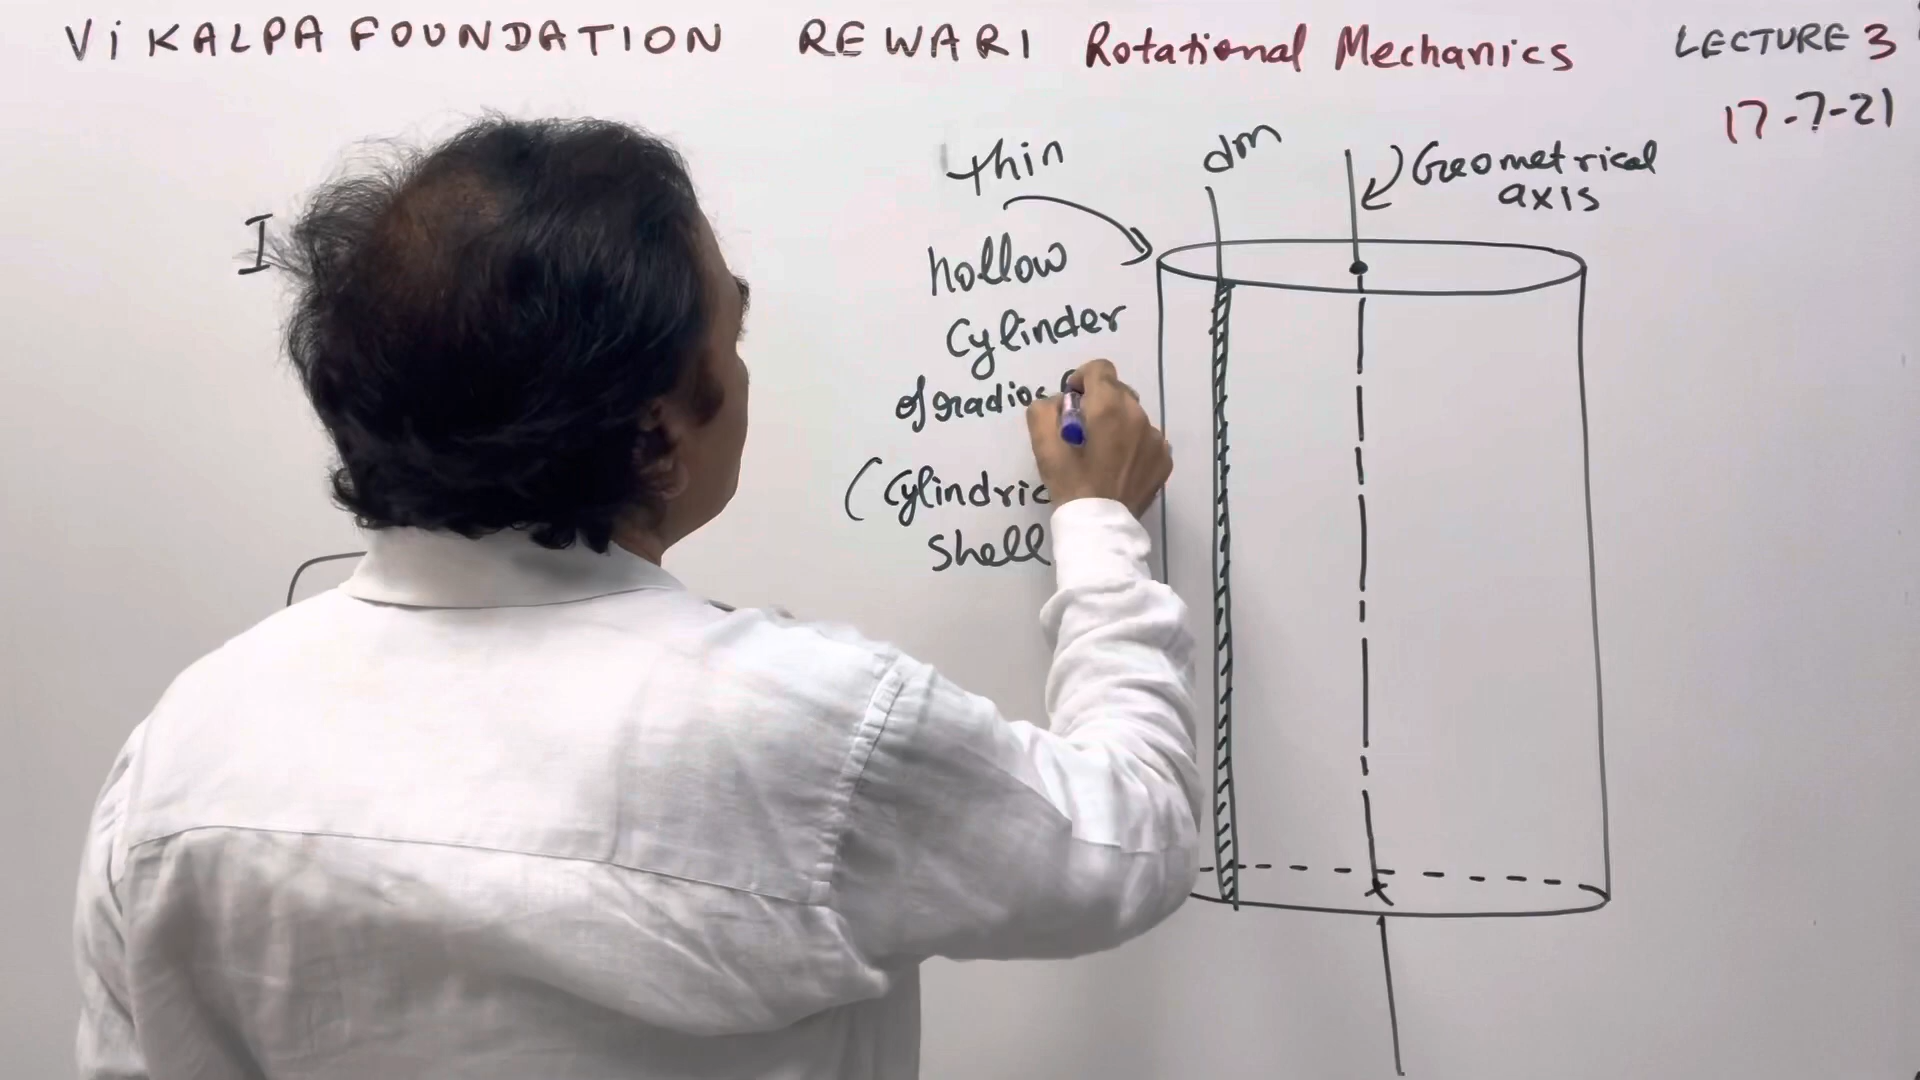 ViKALPA FOUNDATION REWARI Rotational Mechanics LECTURE 3
17-7-21
I
thin
dm
Geometrical
axis
hollow
Cylinder
of radius
(Cylindric
Shell